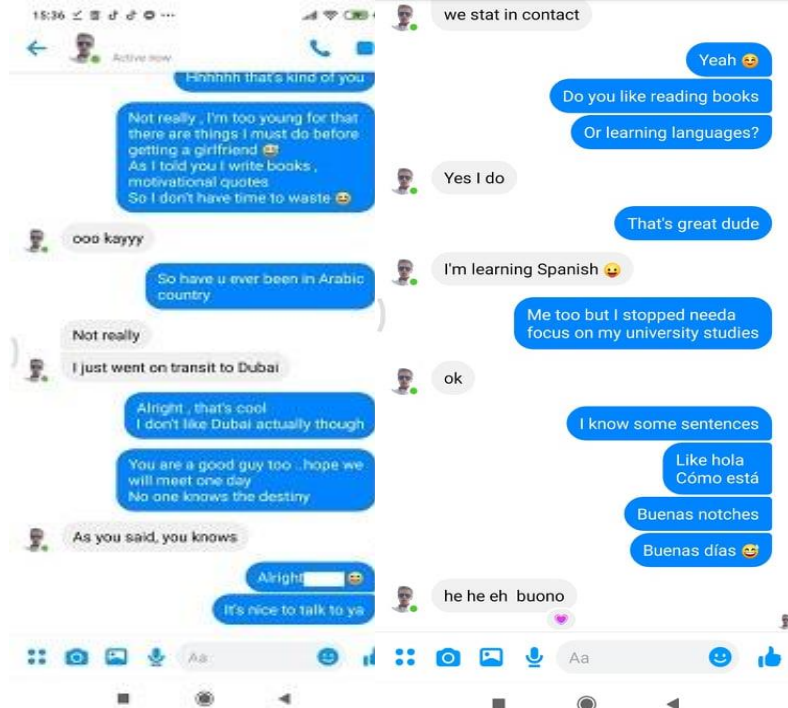 15:36
Active now
Hhhhhh that's kind of you
Not really , I'm too young for that
there are things I must do before
getting a girlfriend 😅
As I told you I write books ,
motivational quotes
So I don't have time to waste 😅
ooo kayyy
So have u ever been in Arabic
country
Not really
I just went on transit to Dubai
Alright , that's cool
I don't like Dubai actually though
You are a good guy too ..hope we
will meet one day
No one knows the destiny
As you said, you knows
Alright 😅
It's nice to talk to ya
Aa
we stat in contact
Yeah 😊
Do you like reading books
Or learning languages?
Yes I do
That's great dude
I'm learning Spanish 😛
Me too but I stopped needa
focus on my university studies
ok
I know some sentences
Like hola
Cómo está
Buenas notches
Buenas días 😅
he he eh buono
Aa